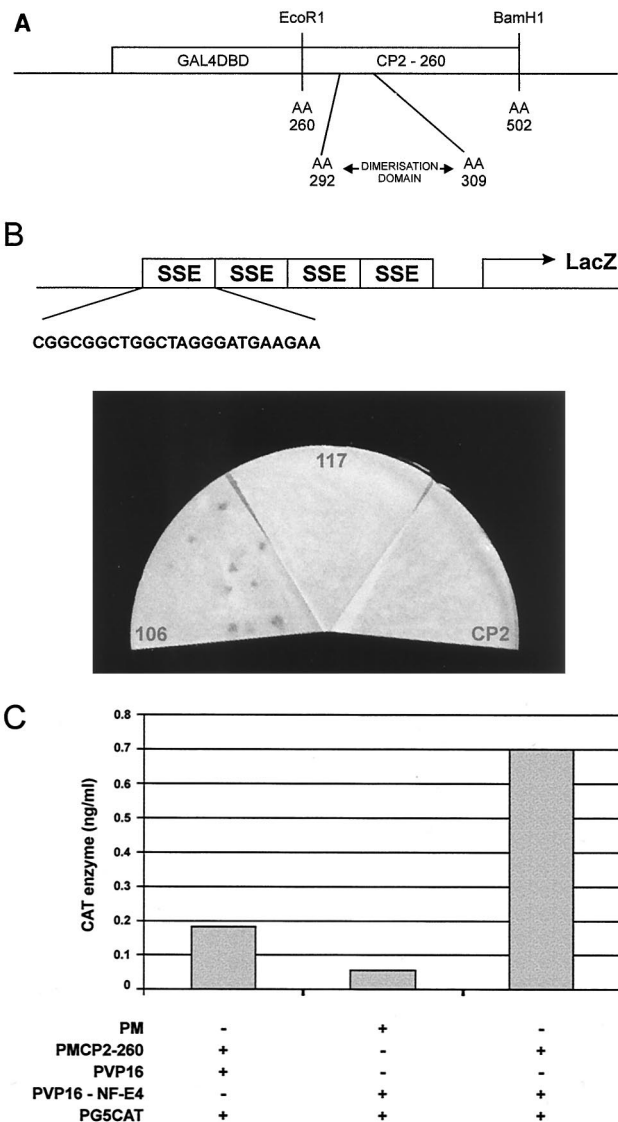 A
EcoR1 BamH1
GAL4DBD CP2 - 260
AA
260
AA
502
AA
292
DIMERISATION
DOMAIN
AA
309
B
SSE SSE SSE SSE LacZ
CGGCGGCTGGCTAGGGATGAAGAA
117
106 CP2
C
CAT enzyme (ng/ml)
0.8
0.7
0.6
0.5
0.4
0.3
0.2
0.1
0
PM - + -
PMCP2-260 + - +
PVP16 + - -
PVP16 - NF-E4 - + +
PG5CAT + + +